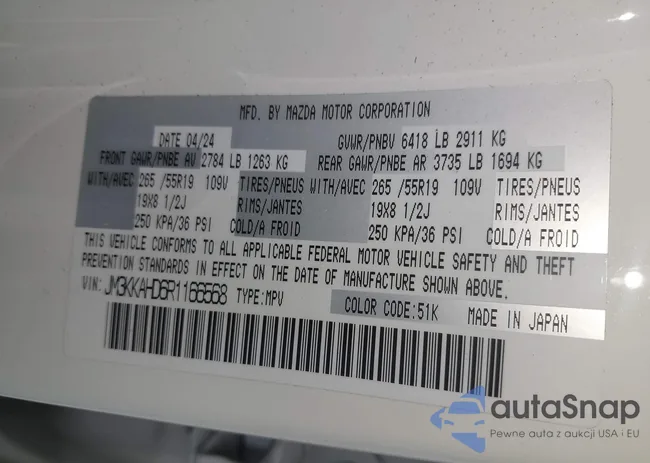 MFD. BY MAZDA MOTOR CORPORATION
DATE 04/24 GVWR/PNBV 6418 LB 2911 KG
FRONT GAWR/PNBE AV 2784 LB 1263 KG REAR GAWR/PNBE AR 3735 LB 1694 KG
WITH/AVEC 265 /55R19 109V TIRES/PNEUS WITH/AVEC 265 /55R19 109V TIRES/PNEUS
19X8 1/2J RIMS/JANTES 19X8 1/2J RIMS/JANTES
250 KPA/36 PSI COLD/A FROID 250 KPA/36 PSI COLD/A FROID
THIS VEHICLE CONFORMS TO ALL APPLICABLE FEDERAL MOTOR VEHICLE SAFETY AND THEFT
PREVENTION STANDARDS IN EFFECT ON THE DATE OF MANUFACTURE SHOWN ABOVE.
VIN: JM3KKAHD6R1166568 TYPE:MPV COLOR CODE:51K MADE IN JAPAN
autaSnap
Pewne auta z aukcji USA i EU